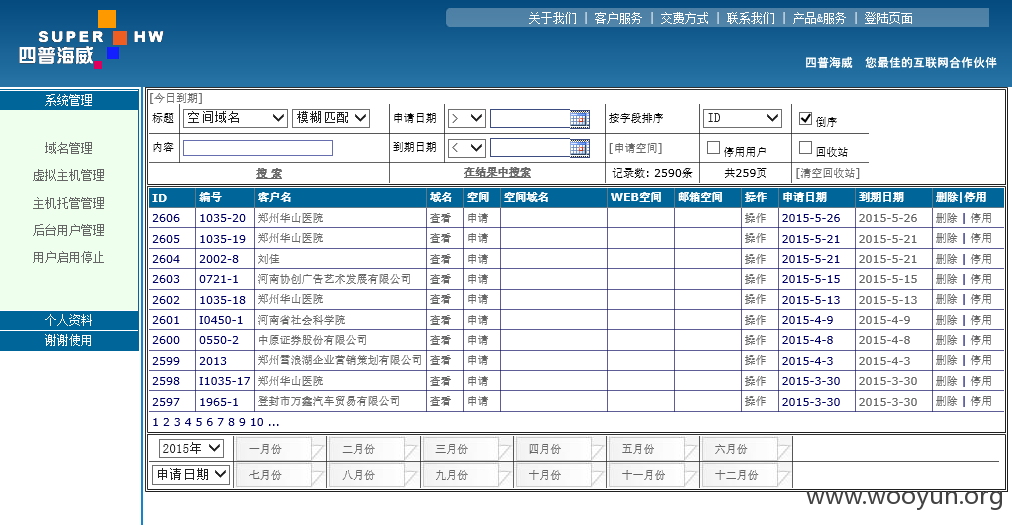 关于我们 | 客户服务 | 交费方式 | 联系我们 | 产品&服务 | 登陆页面
SUPER HW
四普海威
四普海威 您最佳的互联网合作伙伴
系统管理
域名管理
虚拟主机管理
主机托管管理
后台用户管理
用户启用停止
个人资料
谢谢使用
[今日到期]
标题 空间域名 模糊匹配 申请日期 > 按字段排序 ID 倒序
内容 到期日期 < [申请空间] 停用用户 回收站
搜 索 在结果中搜索 记录数: 2590条 共259页 [清空回收站]
ID 编号 客户名 域名 空间 空间域名 WEB空间 邮箱空间 操作 申请日期 到期日期 删除|停用
2606 1035-20 郑州华山医院 查看 申请 操作 2015-5-26 2015-5-26 删除 | 停用
2605 1035-19 郑州华山医院 查看 申请 操作 2015-5-21 2015-5-21 删除 | 停用
2604 2002-8 刘佳 查看 申请 操作 2015-5-21 2015-5-21 删除 | 停用
2603 0721-1 河南协创广告艺术发展有限公司 查看 申请 操作 2015-5-15 2015-5-15 删除 | 停用
2602 1035-18 郑州华山医院 查看 申请 操作 2015-5-13 2015-5-13 删除 | 停用
2601 I0450-1 河南省社会科学院 查看 申请 操作 2015-4-9 2015-4-9 删除 | 停用
2600 0550-2 中原证券股份有限公司 查看 申请 操作 2015-4-8 2015-4-8 删除 | 停用
2599 2013 郑州雪浪湖企业营销策划有限公司 查看 申请 操作 2015-4-3 2015-4-3 删除 | 停用
2598 I1035-17 郑州华山医院 查看 申请 操作 2015-3-30 2015-3-30 删除 | 停用
2597 1965-1 登封市万鑫汽车贸易有限公司 查看 申请 操作 2015-3-30 2015-3-30 删除 | 停用
1 2 3 4 5 6 7 8 9 10 ...
2015年 一月份 二月份 三月份 四月份 五月份 六月份
申请日期 七月份 八月份 九月份 十月份 十一月份 十二月份
www.wooyun.org